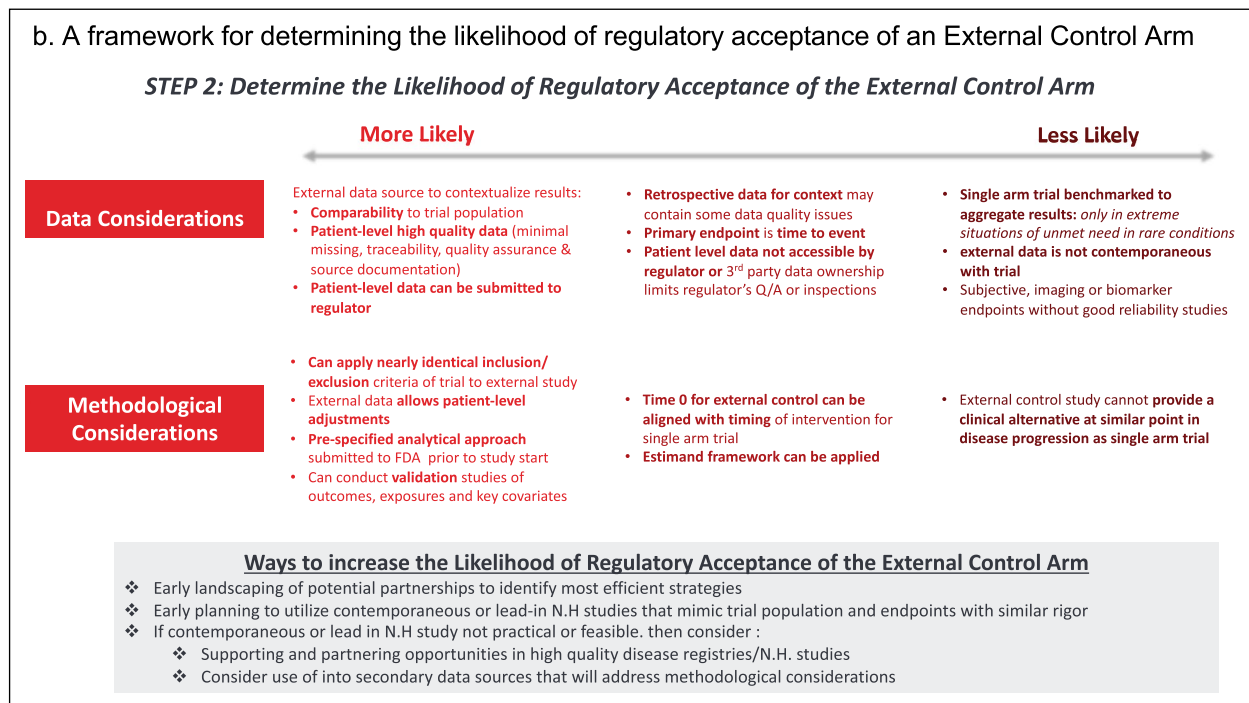 b. A framework for determining the likelihood of regulatory acceptance of an External Control Arm
STEP 2: Determine the Likelihood of Regulatory Acceptance of the External Control Arm
More Likely
Less Likely
Data Considerations
External data source to contextualize results:
• Comparability to trial population
• Patient-level high quality data (minimal
missing, traceability, quality assurance &
source documentation)
• Patient-level data can be submitted to
regulator
• Retrospective data for context may
contain some data quality issues
• Primary endpoint is time to event
• Patient level data not accessible by
regulator or 3rd party data ownership
limits regulator's Q/A or inspections
• Single arm trial benchmarked to
aggregate results: only in extreme
situations of unmet need in rare conditions
• external data is not contemporaneous
with trial
• Subjective, imaging or biomarker
endpoints without good reliability studies
Methodological
Considerations
• Can apply nearly identical inclusion/
exclusion criteria of trial to external study
• External data allows patient-level
adjustments
• Pre-specified analytical approach
submitted to FDA prior to study start
• Can conduct validation studies of
outcomes, exposures and key covariates
• Time 0 for external control can be
aligned with timing of intervention for
single arm trial
• Estimand framework can be applied
• External control study cannot provide a
clinical alternative at similar point in
disease progression as single arm trial
Ways to increase the Likelihood of Regulatory Acceptance of the External Control Arm
❖ Early landscaping of potential partnerships to identify most efficient strategies
❖ Early planning to utilize contemporaneous or lead-in N.H studies that mimic trial population and endpoints with similar rigor
❖ If contemporaneous or lead in N.H study not practical or feasible. then consider :
❖ Supporting and partnering opportunities in high quality disease registries/N.H. studies
❖ Consider use of into secondary data sources that will address methodological considerations